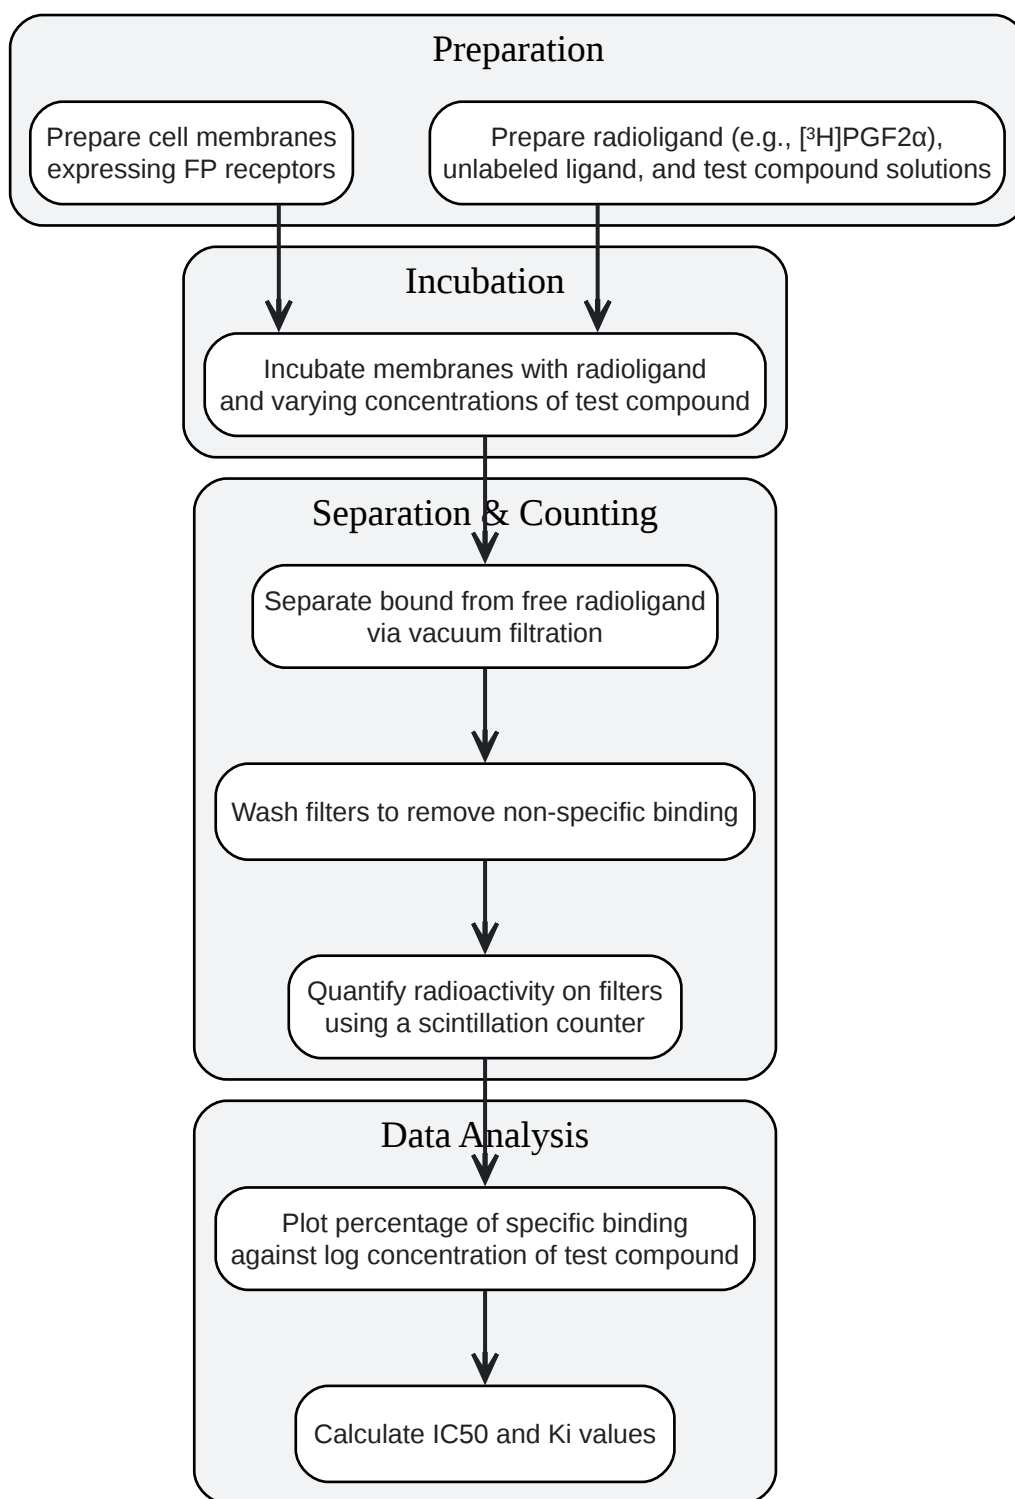 Preparation
Prepare cell membranes
expressing FP receptors
Prepare radioligand (e.g., [³H]PGF2α),
unlabeled ligand, and test compound solutions
Incubation
Incubate membranes with radioligand
and varying concentrations of test compound
Separation & Counting
Separate bound from free radioligand
via vacuum filtration
Wash filters to remove non-specific binding
Quantify radioactivity on filters
using a scintillation counter
Data Analysis
Plot percentage of specific binding
against log concentration of test compound
Calculate IC50 and Ki values